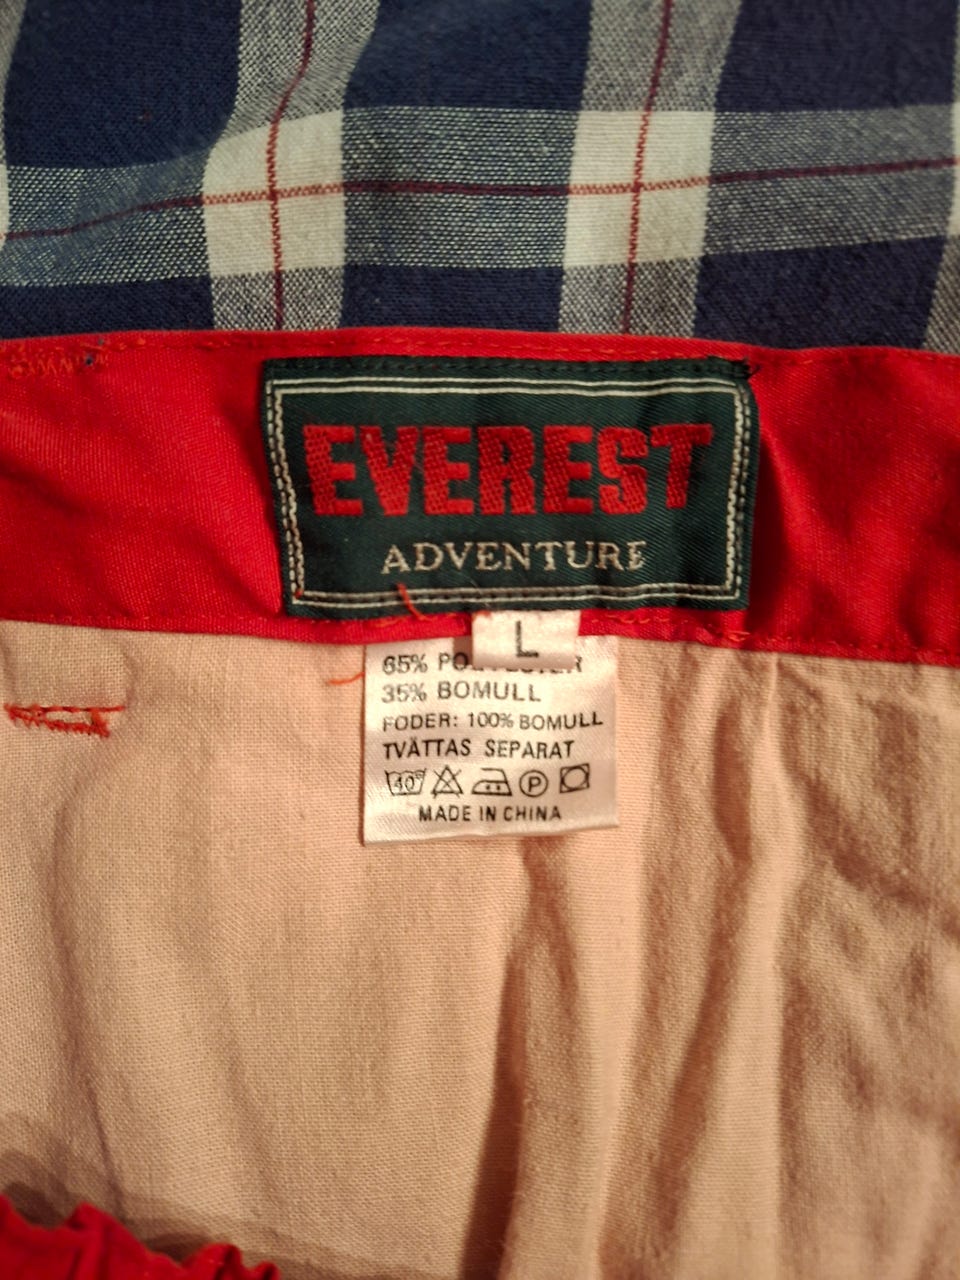 EVEREST
ADVENTURE
L
65% POLYESTER
35% BOMULL
FODER: 100% BOMULL
TVÄTTAS SEPARAT
40°
P
MADE IN CHINA